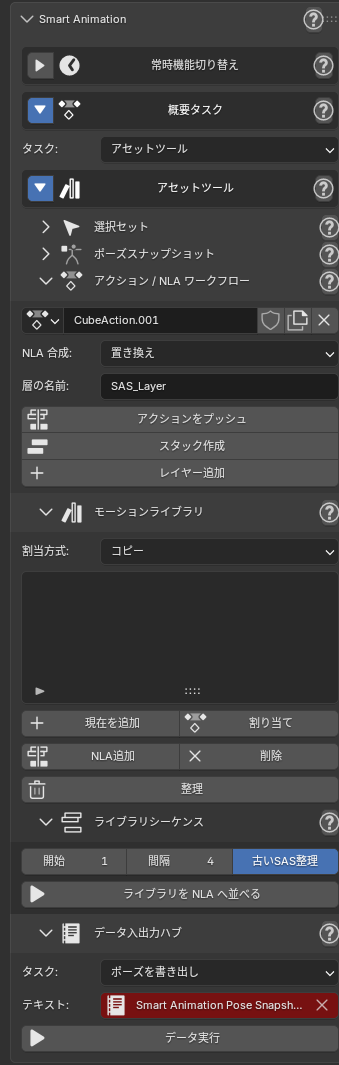 Smart Animation
常時機能切り替え
概要タスク
タスク: アセットツール
アセットツール
選択セット
ポーズスナップショット
アクション / NLA ワークフロー
CubeAction.001
NLA 合成: 置き換え
層の名前: SAS_Layer
アクションをプッシュ
スタック作成
レイヤー追加
モーションライブラリ
割当方式: コピー
現在を追加 割り当て
NLA追加 削除
整理
ライブラリシーケンス
開始 1 間隔 4 古いSAS整理
ライブラリを NLA へ並べる
データ入出力ハブ
タスク: ポーズを書き出し
テキスト: Smart Animation Pose Snapsh...
データ実行